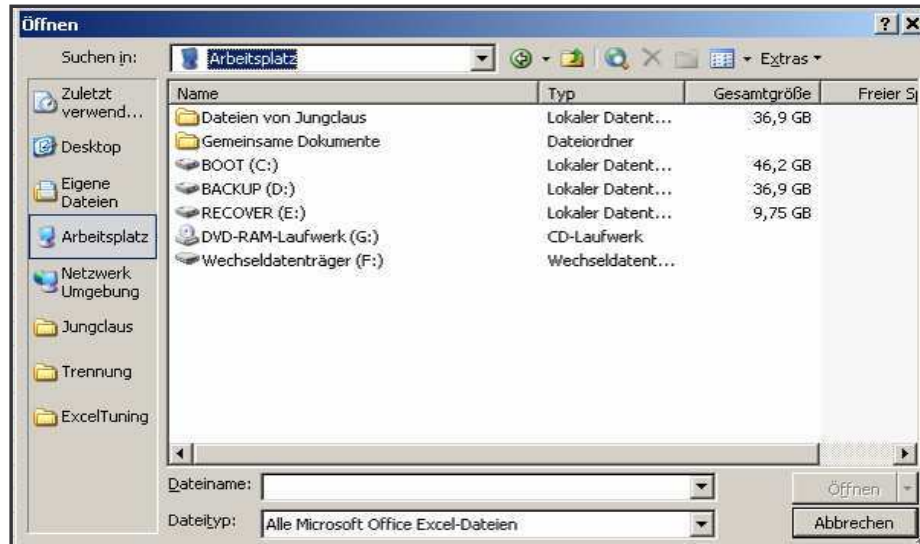 Öffnen
Suchen in: Arbeitsplatz Extras
Zuletzt verwend...
Desktop
Eigene Dateien
Arbeitsplatz
Netzwerk Umgebung
Jungclaus
Trennung
ExcelTuning
Name Typ Gesamtgröße Freier Sp
Dateien von Jungclaus Lokaler Datent... 36,9 GB
Gemeinsame Dokumente Dateiordner
BOOT (C:) Lokaler Datent... 46,2 GB
BACKUP (D:) Lokaler Datent... 36,9 GB
RECOVER (E:) Lokaler Datent... 9,75 GB
DVD-RAM-Laufwerk (G:) CD-Laufwerk
Wechseldatenträger (F:) Wechseldatent...
Dateiname: Öffnen
Dateityp: Alle Microsoft Office Excel-Dateien Abbrechen